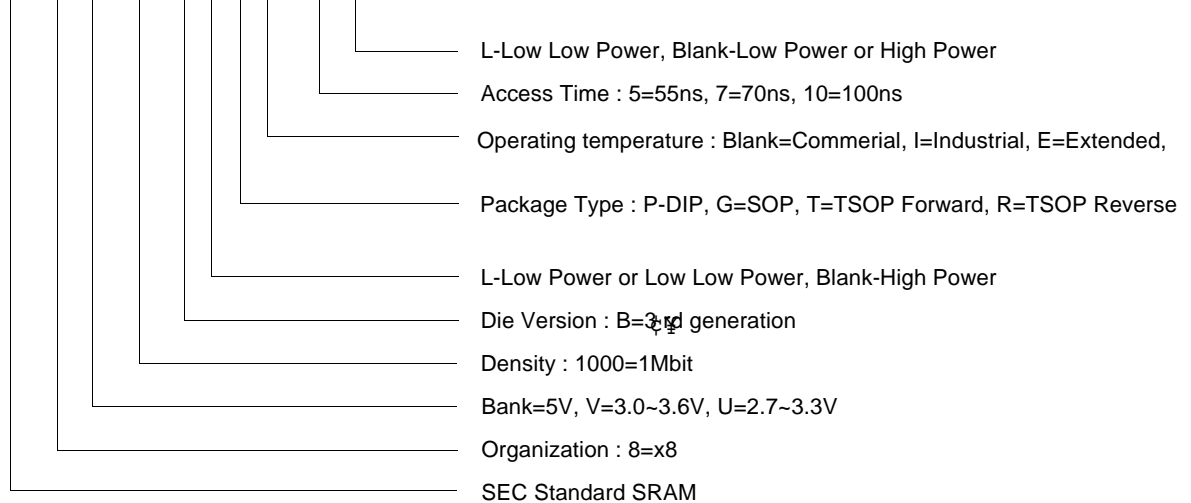 L-Low Low Power, Blank-Low Power or High Power
Access Time : 5=55ns, 7=70ns, 10=100ns
Operating temperature : Blank=Commerial, I=Industrial, E=Extended,
Package Type : P-DIP, G=SOP, T=TSOP Forward, R=TSOP Reverse
L-Low Power or Low Low Power, Blank-High Power
Die Version : B=3 rd generation
Density : 1000=1Mbit
Bank=5V, V=3.0~3.6V, U=2.7~3.3V
Organization : 8=x8
SEC Standard SRAM